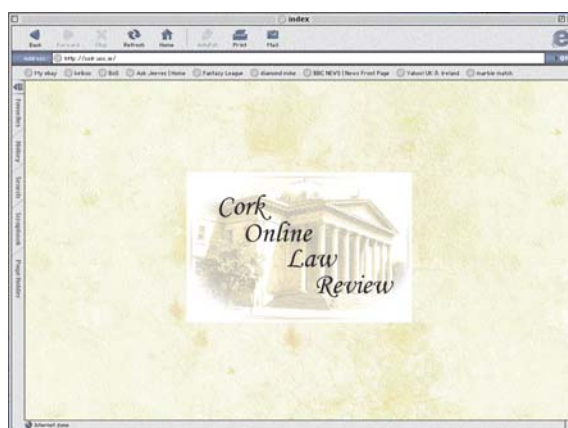 index
Back Forward Stop Refresh Home AutoFill Print Mail
http://colr.ucc.ie/
My ebay Ask Jeeves | Home Fantasy League diamond mine BBC NEWS | News Front Page Yahoo! UK & Ireland marble match
Favorites
History
Search
Scrapbook
Page Holder
Cork
Online
Law
Review
Internet zone